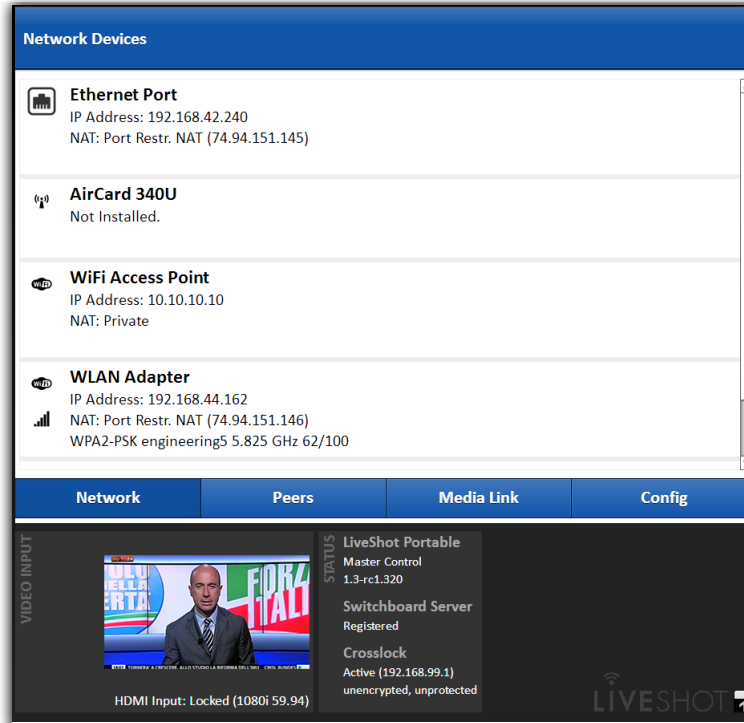 Network Devices
Ethernet Port
IP Address: 192.168.42.240
NAT: Port Restr. NAT (74.94.151.145)
AirCard 340U
Not Installed.
WiFi Access Point
IP Address: 10.10.10.10
NAT: Private
WLAN Adapter
IP Address: 192.168.44.162
NAT: Port Restr. NAT (74.94.151.146)
WPA2-PSK engineering5 5.825 GHz 62/100
Network Peers Media Link Config
VIDEO INPUT
FORZA
ITALI
ERTA
HDMI Input: Locked (1080i 59.94)
STATUS
LiveShot Portable
Master Control
1.3-rc1.320
Switchboard Server
Registered
Crosslock
Active (192.168.99.1)
unencrypted, unprotected
LIVESHOT